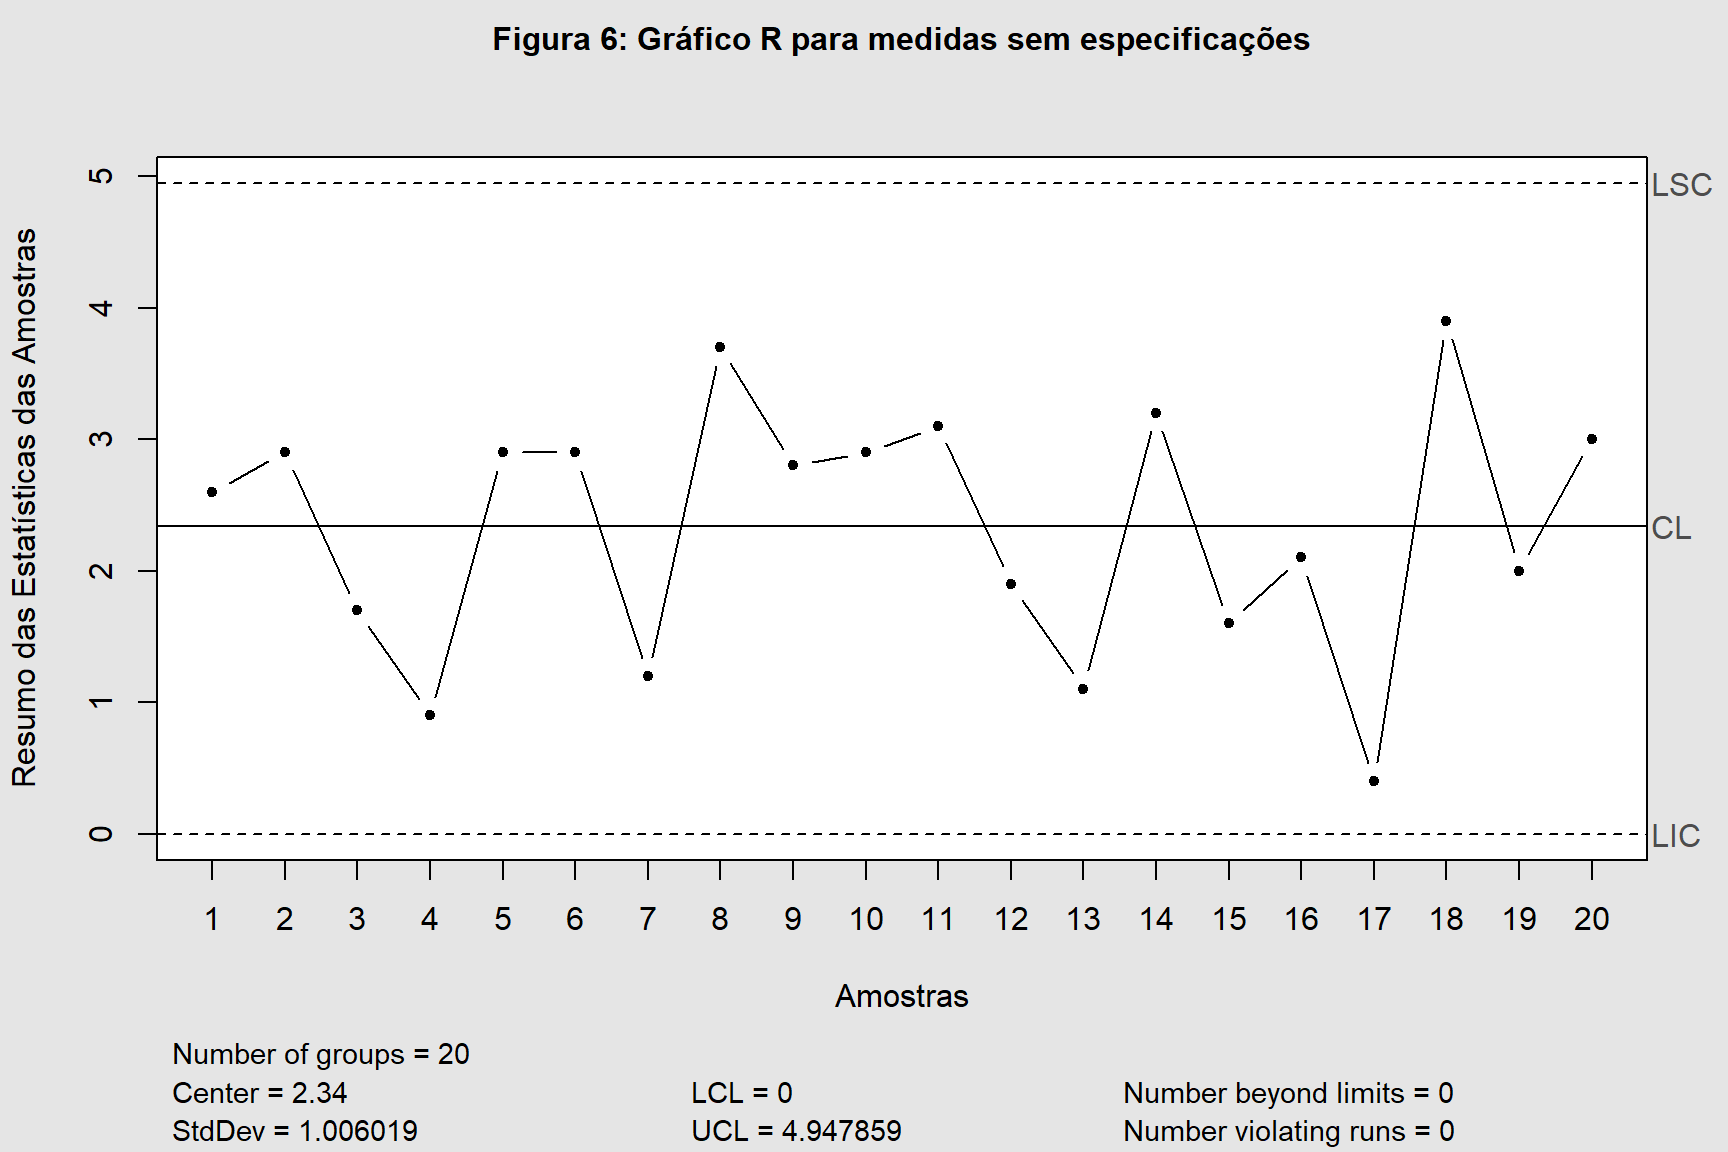 Figura 6: Gráfico R para medidas sem especificações
Resumo das Estatísticas das Amostras
5
4
3
2
1
0
LSC
CL
LIC
1 2 3 4 5 6 7 8 9 10 11 12 13 14 15 16 17 18 19 20
Amostras
Number of groups = 20
Center = 2.34 LCL = 0 Number beyond limits = 0
StdDev = 1.006019 UCL = 4.947859 Number violating runs = 0